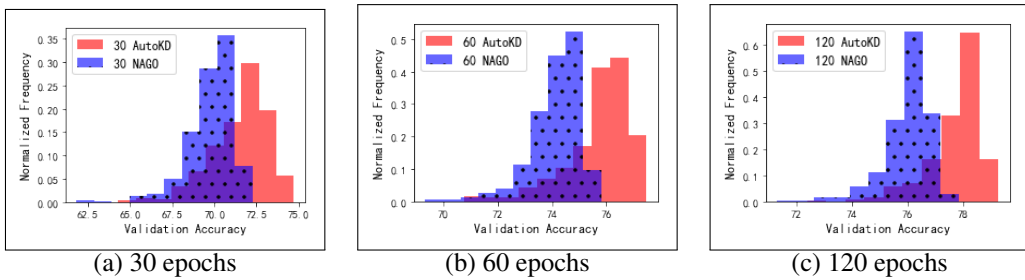 30 AutoKD
30 NAGO
Normalized Frequency
0.35
0.30
0.25
0.20
0.15
0.10
0.05
0.00
62.5 65.0 67.5 70.0 72.5 75.0
Validation Accuracy
(a) 30 epochs
60 AutoKD
60 NAGO
Normalized Frequency
0.5
0.4
0.3
0.2
0.1
0.0
70 72 74 76
Validation Accuracy
(b) 60 epochs
120 AutoKD
120 NAGO
Normalized Frequency
0.6
0.5
0.4
0.3
0.2
0.1
0.0
72 74 76 78
Validation Accuracy
(c) 120 epochs